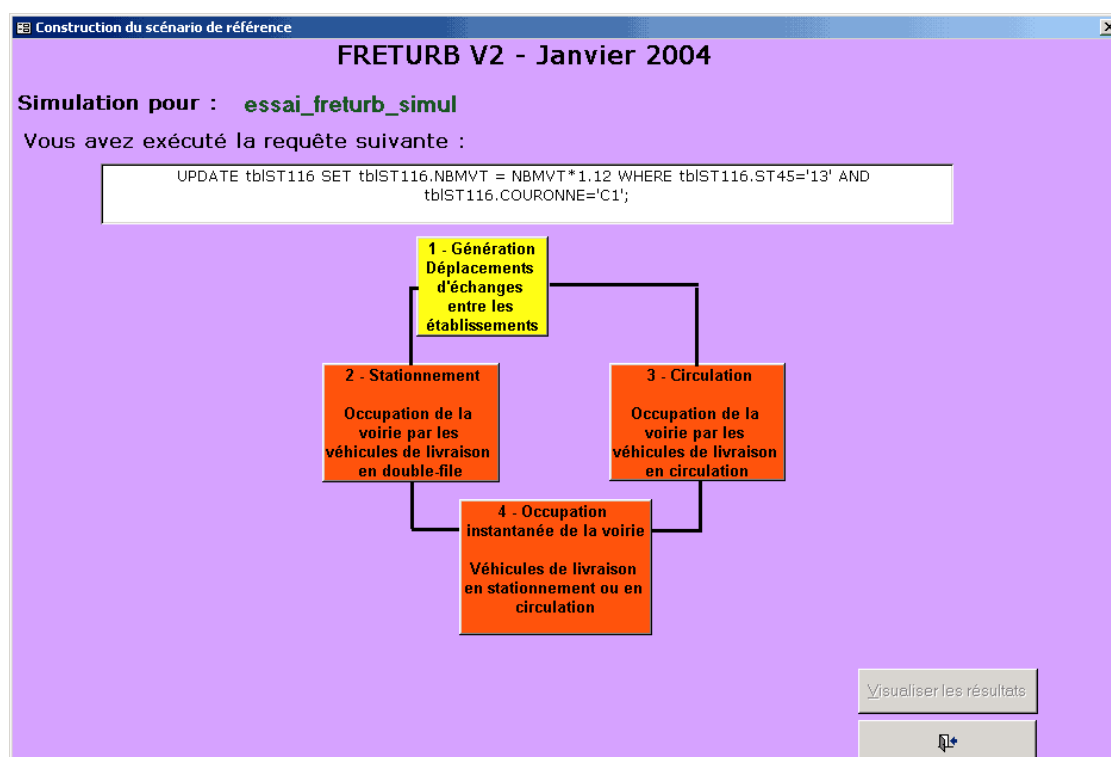 Construction du scénario de référence
FRETURB V2 - Janvier 2004
Simulation pour : essai_freturb_simul
Vous avez exécuté la requête suivante :
UPDATE tblST116 SET tblST116.NBMVT = NBMVT*1.12 WHERE tblST116.ST45='13' AND
tblST116.COURONNE='C1';
1 - Génération
Déplacements
d'échanges
entre les
établissements
2 - Stationnement
Occupation de la
voirie par les
véhicules de livraison
en double-file
3 - Circulation
Occupation de la
voirie par les
véhicules de livraison
en circulation
4 - Occupation
instantanée de la voirie
Véhicules de livraison
en stationnement ou en
circulation
Visualiser les résultats